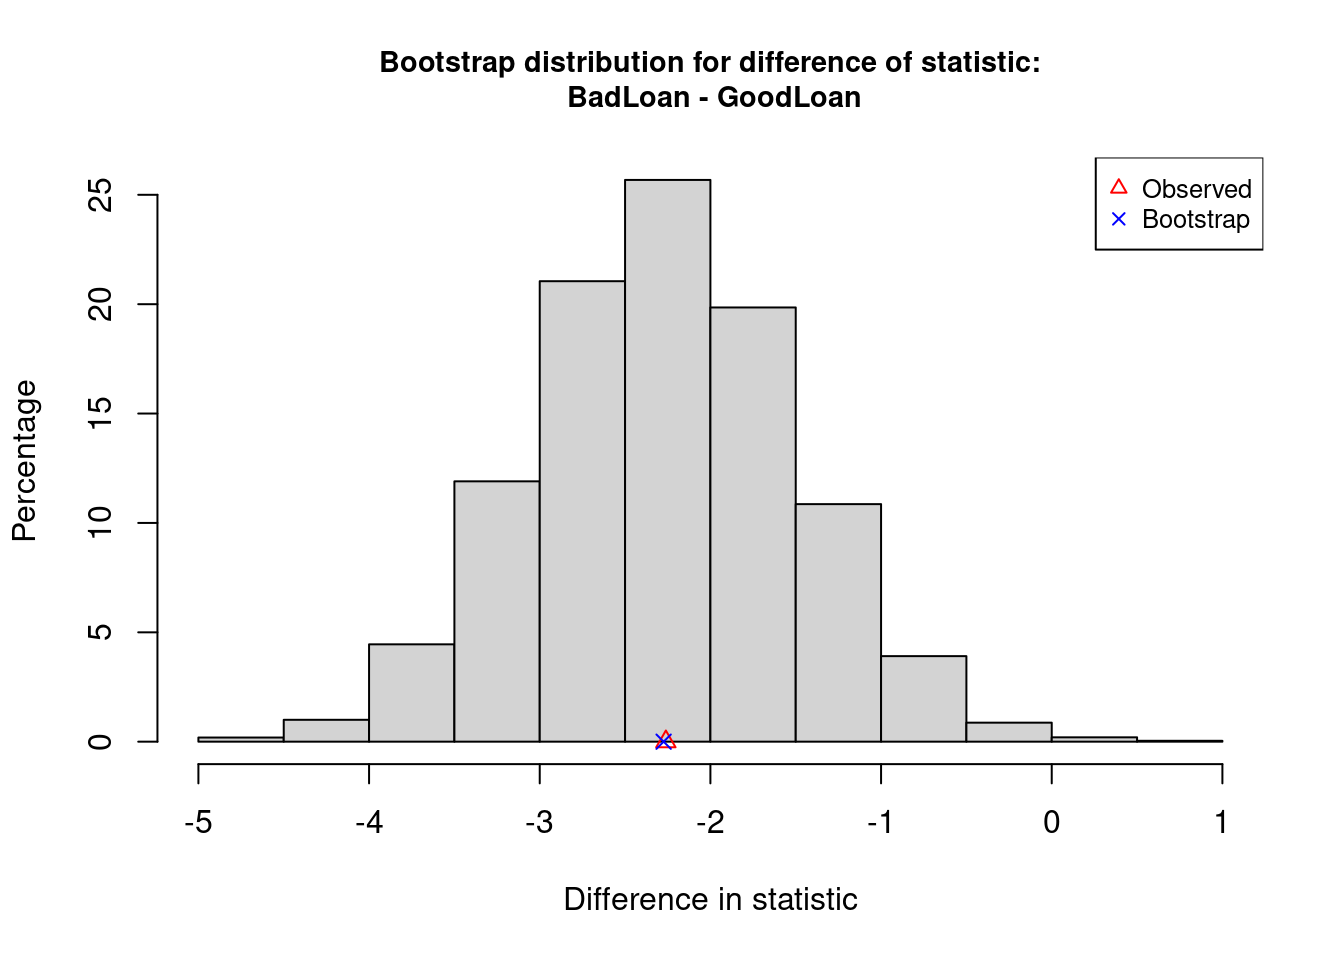 Bootstrap distribution for difference of statistic:
BadLoan - GoodLoan
Observed
Bootstrap
Percentage
25
20
15
10
5
0
-5 -4 -3 -2 -1 0 1
Difference in statistic